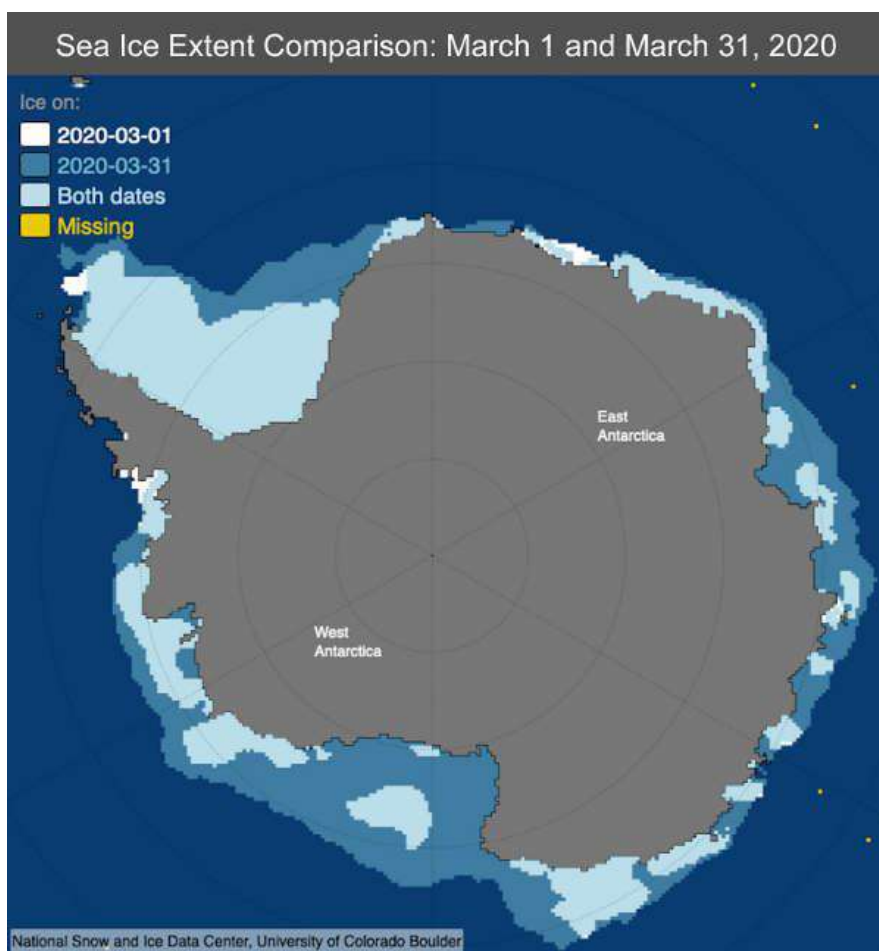 Sea Ice Extent Comparison: March 1 and March 31, 2020
Ice on:
2020-03-01
2020-03-31
Both dates
Missing
East
Antarctica
West
Antarctica
National Snow and Ice Data Center, University of Colorado Boulder